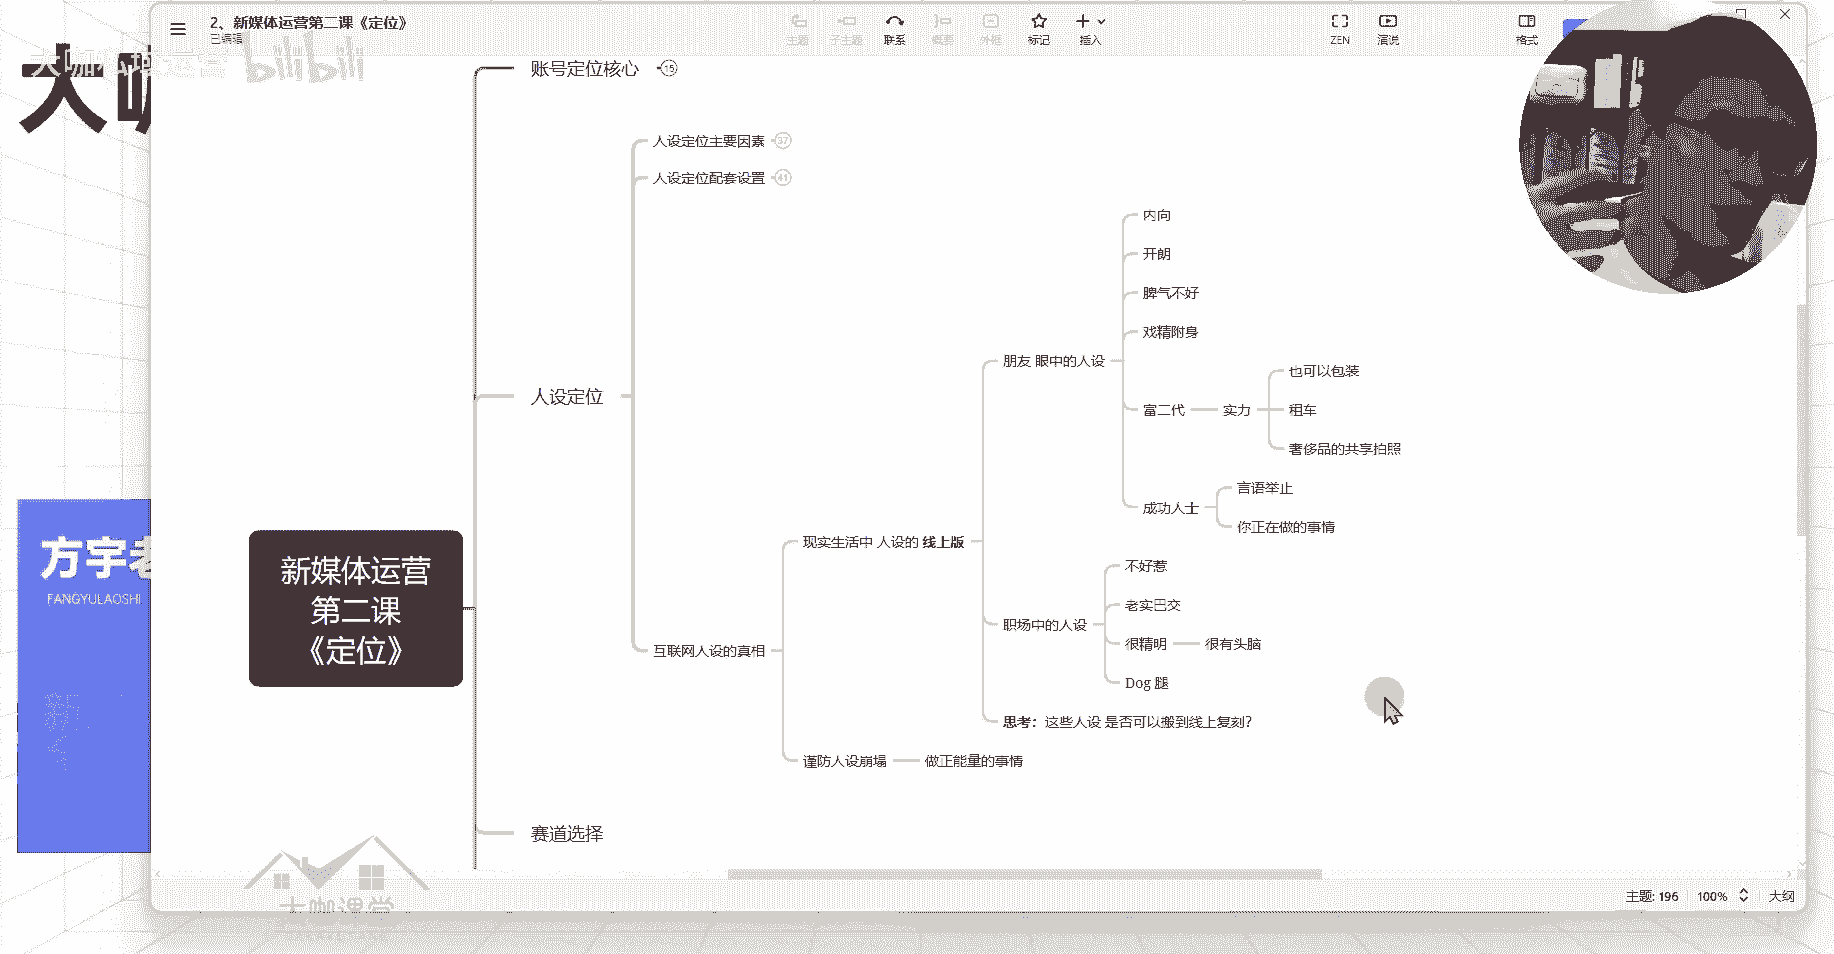 2、新媒体运营第二课《定位》
已编辑
主题
子主题
联系
概要
外框
标记
插入
ZEN
演说
格式
大咖私域运营
bilibili
大咖
账号定位核心
15
人设定位主要因素
37
人设定位配套设置
41
内向
开朗
脾气不好
戏精附身
朋友 眼中的人设
也可以包装
人设定位
富二代
实力
租车
奢侈品的共享拍照
言语举止
成功人士
你正在做的事情
现实生活中 人设的 线上版
不好惹
方宇老
FANGYULAOSHI
新媒体运营
第二课
《定位》
老实巴交
职场中的人设
很精明
很有头脑
互联网人设的真相
Dog 腿
思考：这些人设 是否可以搬到线上复刻?
谨防人设崩塌
做正能量的事情
赛道选择
大咖课堂
主题: 196
100%
大纲